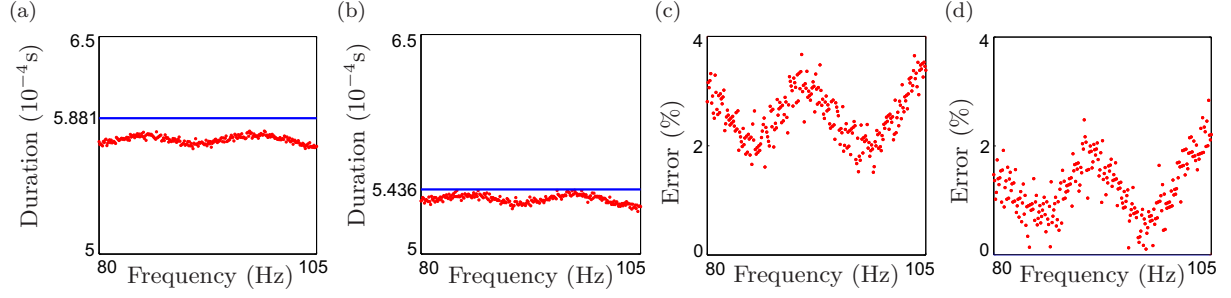 (a)
6.5
5.881
5
Duration (10⁻⁴s)
80
Frequency (Hz)
105
(b)
6.5
5.436
5
Duration (10⁻⁴s)
80
Frequency (Hz)
105
(c)
4
2
0
Error (%)
80
Frequency (Hz)
105
(d)
4
2
0
Error (%)
80
Frequency (Hz)
105